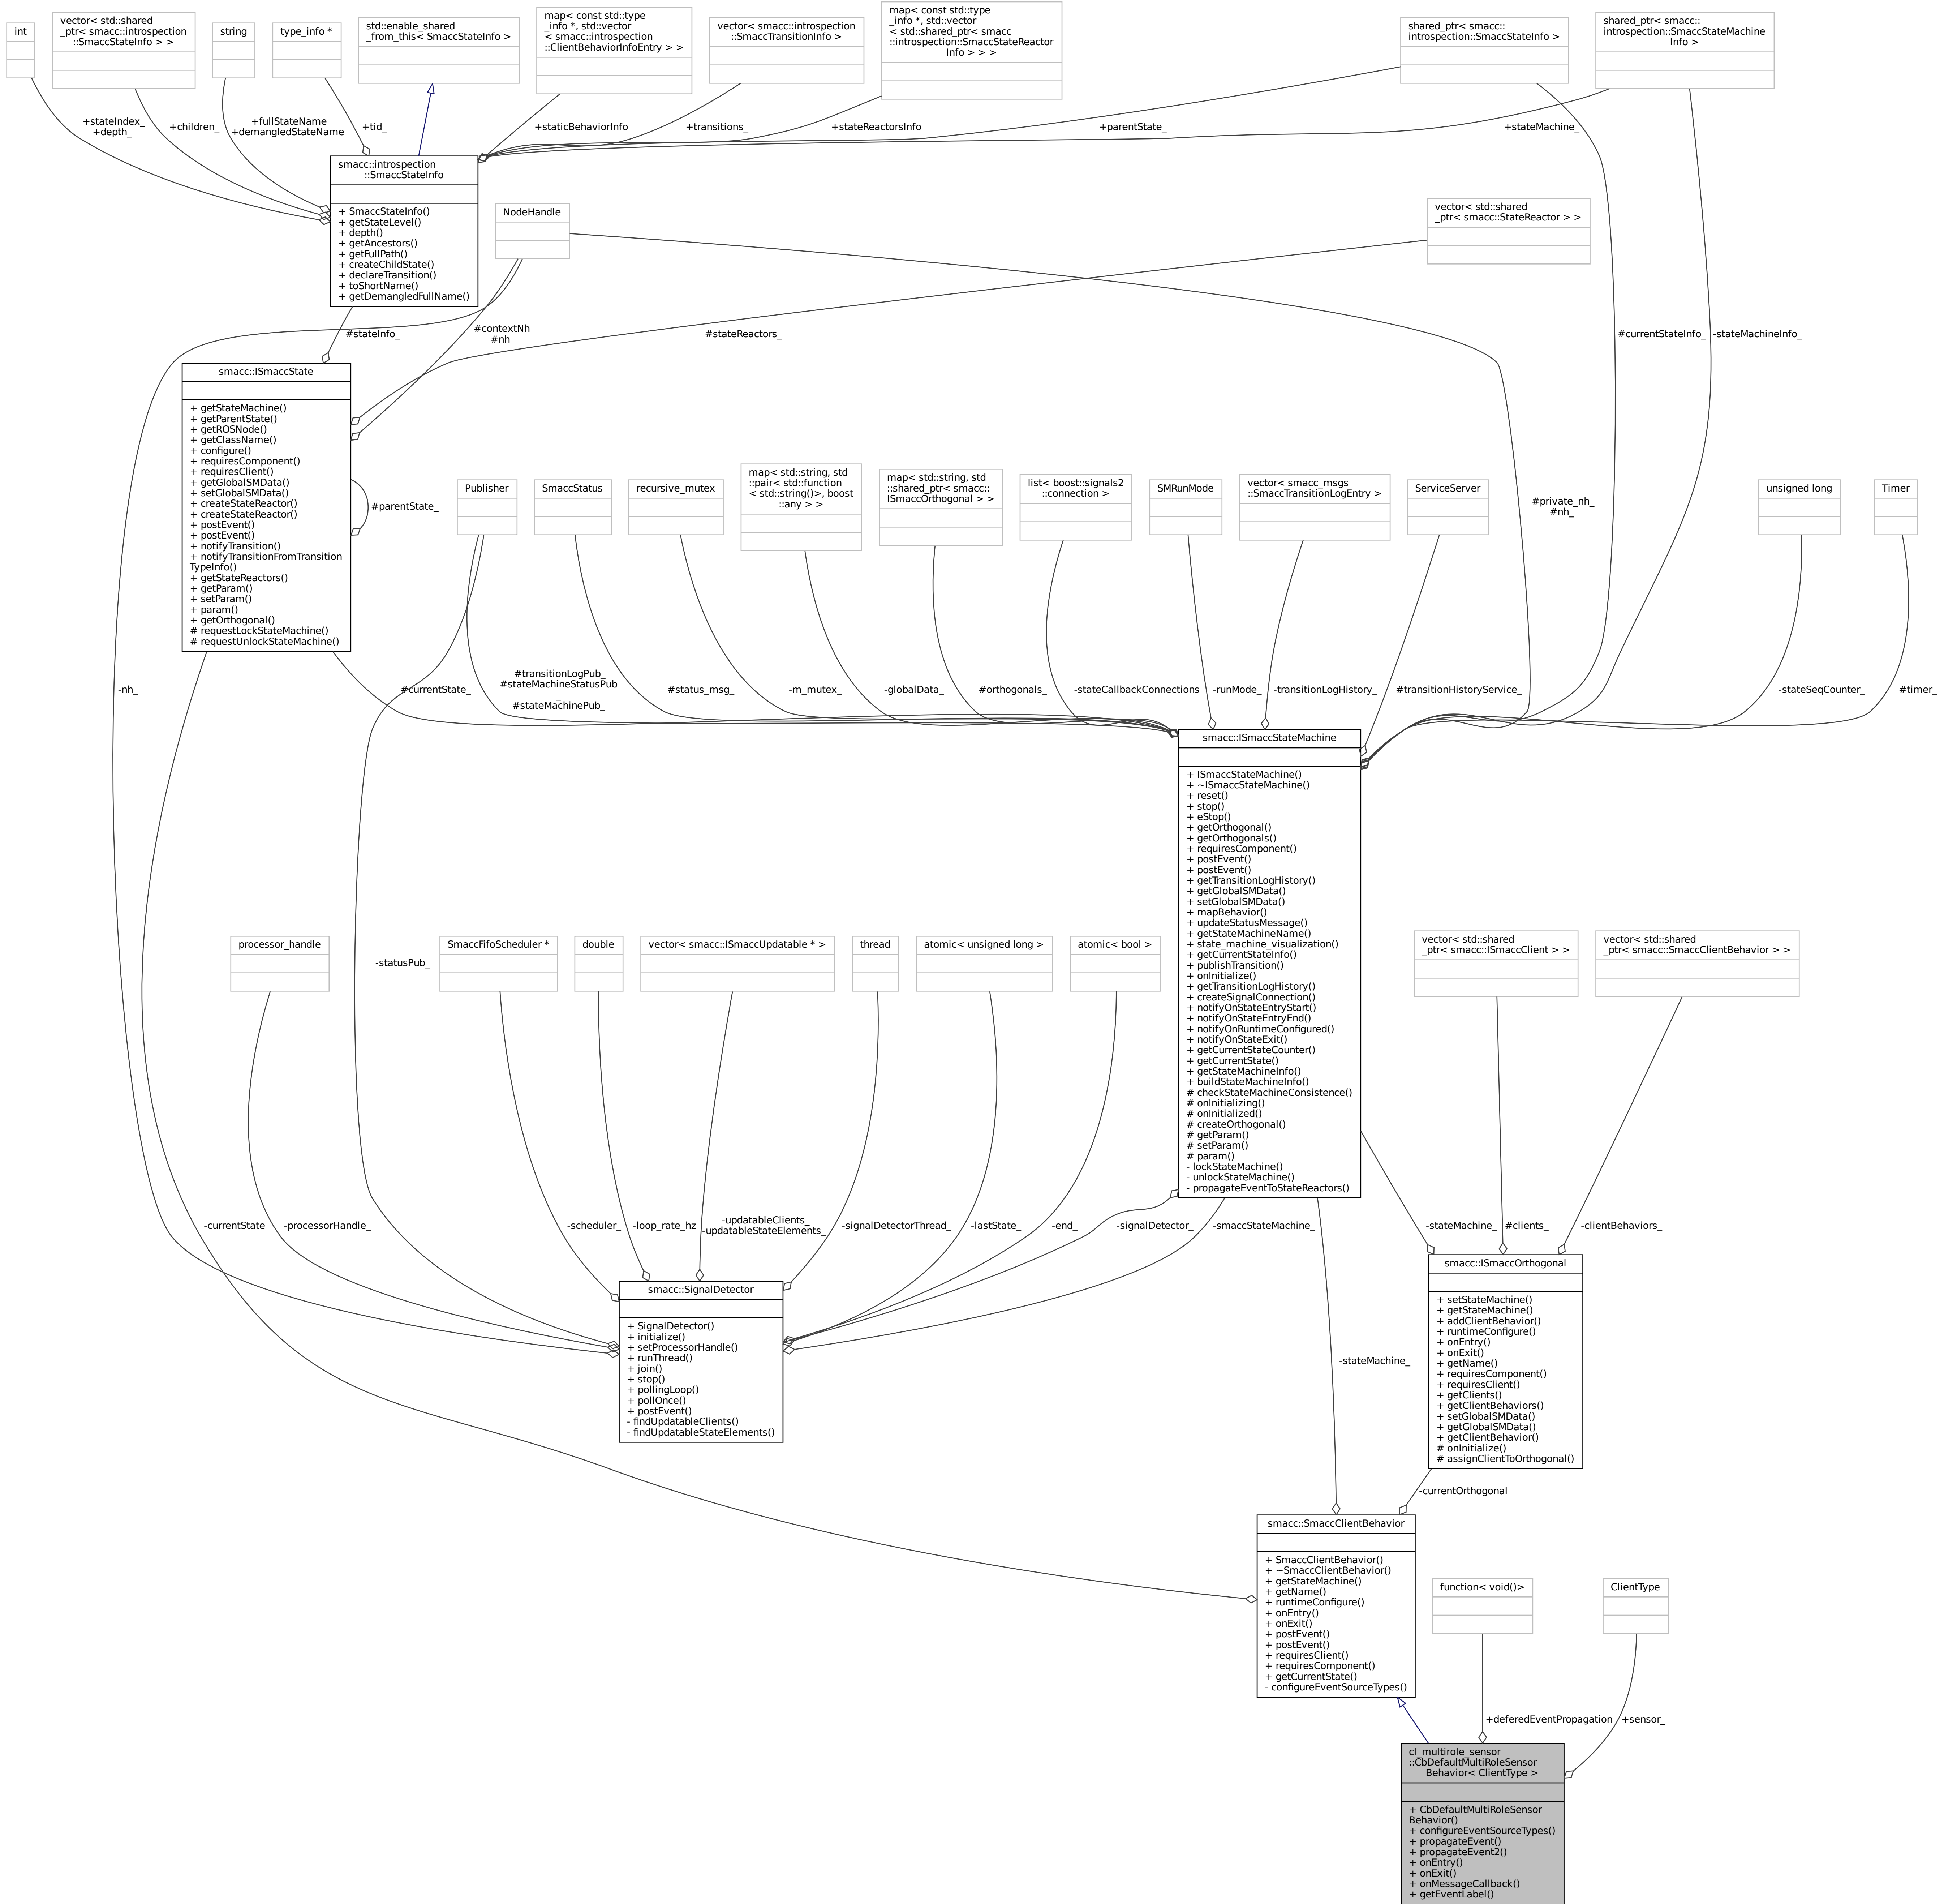 int
vector< std::shared
_ptr< smacc::introspection
::SmaccStateInfo > >
string
type_info *
std::enable_shared
_from_this< SmaccStateInfo >
map< const std::type
_info *, std::vector
< smacc::introspection
::ClientBehaviorInfoEntry > >
vector< smacc::introspection
::SmaccTransitionInfo >
map< const std::type
_info *, std::vector
< std::shared_ptr< smacc
::introspection::SmaccStateReactor
Info > > >
shared_ptr< smacc::
introspection::SmaccStateInfo >
shared_ptr< smacc::
introspection::SmaccStateMachine
Info >
+stateIndex_
+depth_
+children_
+fullStateName
+demangledStateName
+tid_
+staticBehaviorInfo
+transitions_
+stateReactorsInfo
+parentState_
+stateMachine_
smacc::introspection
::SmaccStateInfo
+ SmaccStateInfo()
+ getStateLevel()
+ depth()
+ getAncestors()
+ getFullPath()
+ createChildState()
+ declareTransition()
+ toShortName()
+ getDemangledFullName()
NodeHandle
vector< std::shared
_ptr< smacc::StateReactor > >
#stateInfo_
#contextNh
#nh
#stateReactors_
#currentStateInfo_
-stateMachineInfo_
smacc::ISmaccState
+ getStateMachine()
+ getParentState()
+ getROSNode()
+ getClassName()
+ configure()
+ requiresComponent()
+ requiresClient()
+ getGlobalSMData()
+ setGlobalSMData()
+ createStateReactor()
+ createStateReactor()
+ postEvent()
+ postEvent()
+ notifyTransition()
+ notifyTransitionFromTransition
TypeInfo()
+ getStateReactors()
+ getParam()
+ setParam()
+ param()
+ getOrthogonal()
# requestLockStateMachine()
# requestUnlockStateMachine()
#parentState_
Publisher
SmaccStatus
recursive_mutex
map< std::string, std
::pair< std::function
< std::string()>, boost
::any > >
map< std::string, std
::shared_ptr< smacc::
ISmaccOrthogonal > >
list< boost::signals2
::connection >
SMRunMode
vector< smacc_msgs
::SmaccTransitionLogEntry >
ServiceServer
#private_nh_
#nh_
unsigned long
Timer
-nh_
#currentState_
#transitionLogPub_
#stateMachineStatusPub
_
#stateMachinePub_
#status_msg_
-m_mutex_
-globalData_
#orthogonals_
-stateCallbackConnections
-runMode_
-transitionLogHistory_
#transitionHistoryService_
-stateSeqCounter_
#timer_
smacc::ISmaccStateMachine
+ ISmaccStateMachine()
+ ~ISmaccStateMachine()
+ reset()
+ stop()
+ eStop()
+ getOrthogonal()
+ getOrthogonals()
+ requiresComponent()
+ postEvent()
+ postEvent()
+ getTransitionLogHistory()
+ getGlobalSMData()
+ setGlobalSMData()
+ mapBehavior()
+ updateStatusMessage()
+ getStateMachineName()
+ state_machine_visualization()
+ getCurrentStateInfo()
+ publishTransition()
+ onInitialize()
+ getTransitionLogHistory()
+ createSignalConnection()
+ notifyOnStateEntryStart()
+ notifyOnStateEntryEnd()
+ notifyOnRuntimeConfigured()
+ notifyOnStateExit()
+ getCurrentStateCounter()
+ getCurrentState()
+ getStateMachineInfo()
+ buildStateMachineInfo()
# checkStateMachineConsistence()
# onInitializing()
# onInitialized()
# createOrthogonal()
# getParam()
# setParam()
# param()
- lockStateMachine()
- unlockStateMachine()
- propagateEventToStateReactors()
processor_handle
-statusPub_
SmaccFifoScheduler *
double
vector< smacc::ISmaccUpdatable * >
thread
atomic< unsigned long >
atomic< bool >
vector< std::shared
_ptr< smacc::ISmaccClient > >
vector< std::shared
_ptr< smacc::SmaccClientBehavior > >
-currentState
-processorHandle_
-scheduler_
-loop_rate_hz
-updatableClients_
-updatableStateElements_
-signalDetectorThread_
-lastState_
-end_
-signalDetector_
-smaccStateMachine_
-stateMachine_
#clients_
-clientBehaviors_
smacc::SignalDetector
+ SignalDetector()
+ initialize()
+ setProcessorHandle()
+ runThread()
+ join()
+ stop()
+ pollingLoop()
+ pollOnce()
+ postEvent()
- findUpdatableClients()
- findUpdatableStateElements()
-stateMachine_
smacc::ISmaccOrthogonal
+ setStateMachine()
+ getStateMachine()
+ addClientBehavior()
+ runtimeConfigure()
+ onEntry()
+ onExit()
+ getName()
+ requiresComponent()
+ requiresClient()
+ getClients()
+ getClientBehaviors()
+ setGlobalSMData()
+ getGlobalSMData()
+ getClientBehavior()
# onInitialize()
# assignClientToOrthogonal()
-currentOrthogonal
smacc::SmaccClientBehavior
+ SmaccClientBehavior()
+ ~SmaccClientBehavior()
+ getStateMachine()
+ getName()
+ runtimeConfigure()
+ onEntry()
+ onExit()
+ postEvent()
+ postEvent()
+ requiresClient()
+ requiresComponent()
+ getCurrentState()
- configureEventSourceTypes()
function< void()>
ClientType
+deferedEventPropagation
+sensor_
cl_multirole_sensor
::CbDefaultMultiRoleSensor
Behavior< ClientType >
+ CbDefaultMultiRoleSensor
Behavior()
+ configureEventSourceTypes()
+ propagateEvent()
+ propagateEvent2()
+ onEntry()
+ onExit()
+ onMessageCallback()
+ getEventLabel()